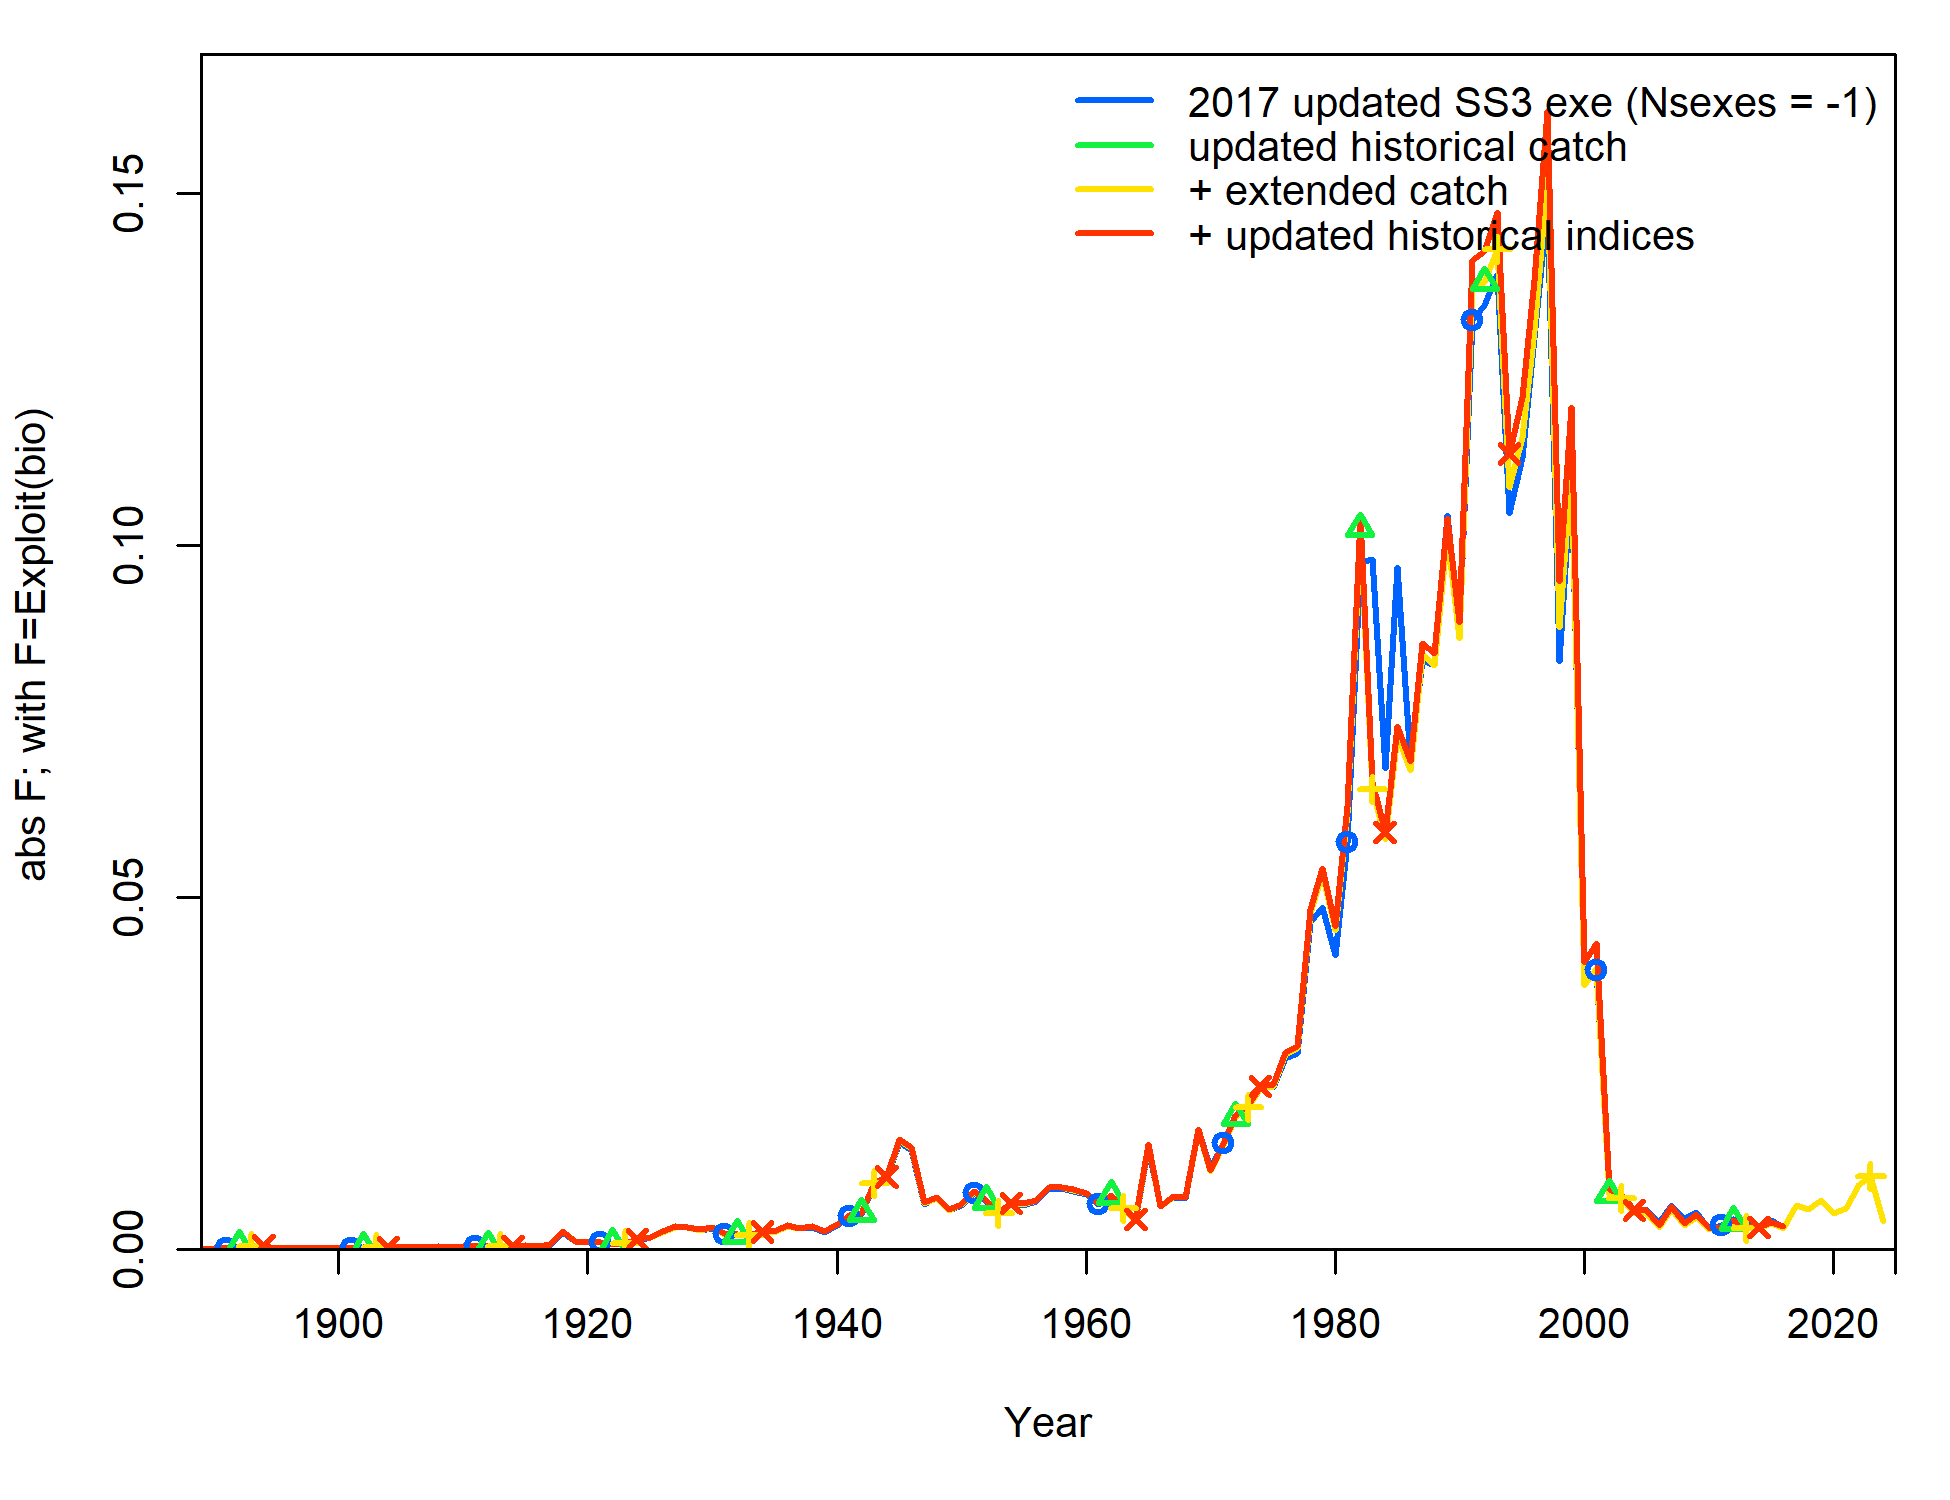 2017 updated SS3 exe (Nsexes = -1)
updated historical catch
+ extended catch
+ updated historical indices
abs F; with F=Exploit(bio)
0.15
0.10
0.05
0.00
1900 1920 1940 1960 1980 2000 2020
Year